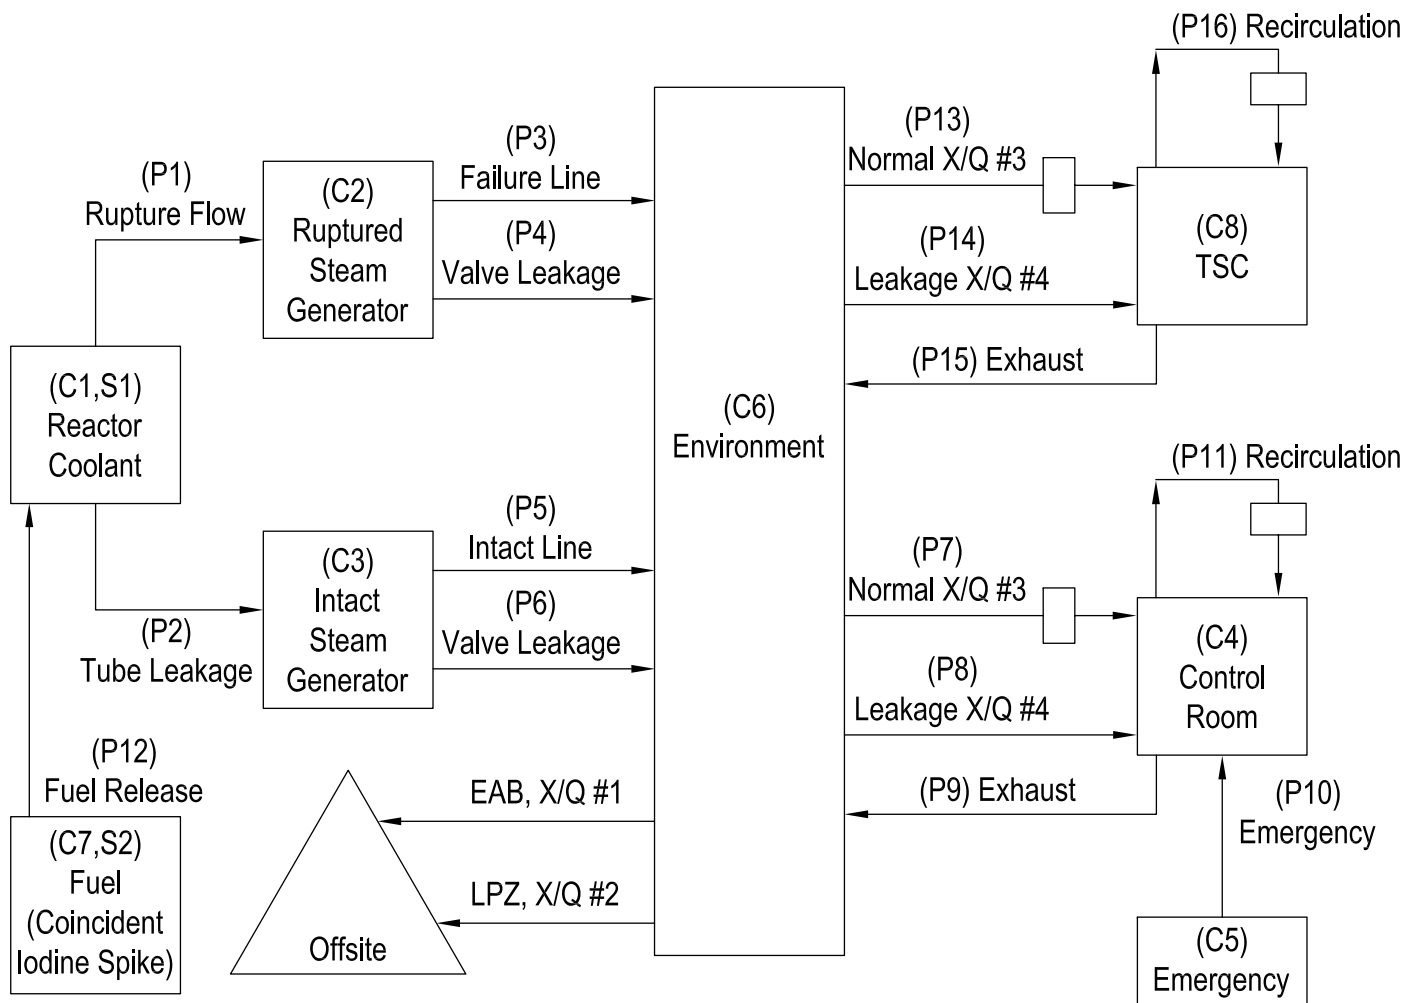 (P16) Recirculation
(P13)
Normal X/Q #3
(P3)
Failure Line
(P1)
Rupture Flow
(C2)
Ruptured
Steam
Generator
(P4)
Valve Leakage
(P14)
Leakage X/Q #4
(C8)
TSC
(P15) Exhaust
(C1,S1)
Reactor
Coolant
(C6)
Environment
(P11) Recirculation
(P5)
Intact Line
(C3)
Intact
Steam
Generator
(P6)
Valve Leakage
(P7)
Normal X/Q #3
(P2)
Tube Leakage
(P8)
Leakage X/Q #4
(C4)
Control
Room
(P12)
Fuel Release
EAB, X/Q #1
(P9) Exhaust
(P10)
Emergency
(C7,S2)
Fuel
(Coincident
Iodine Spike)
LPZ, X/Q #2
Offsite
(C5)
Emergency